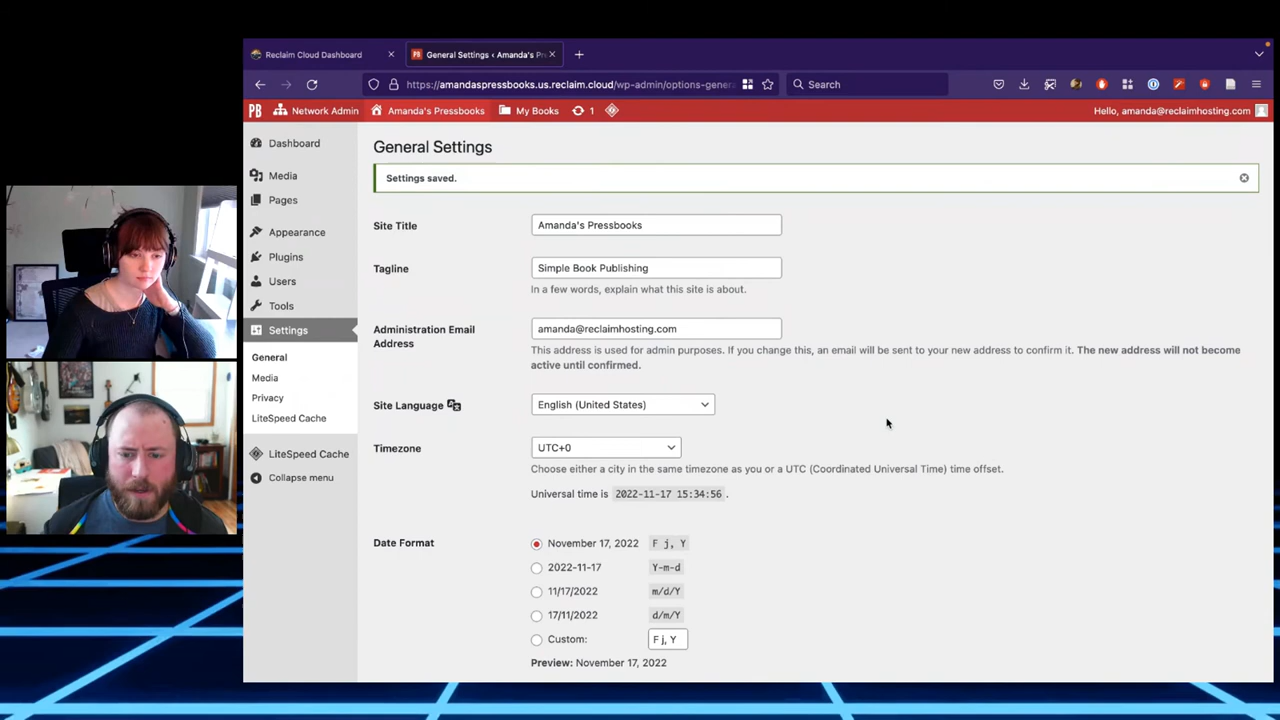 Reclaim Cloud Dashboard
General Settings ‹ Amanda's Pr
https://amandaspressbooks.us.reclaim.cloud/wp-admin/options-genera
Search
PB Network Admin Amanda's Pressbooks My Books 1
Hello, amanda@reclaimhosting.com
Dashboard
Media
Pages
Appearance
Plugins
Users
Tools
Settings
General
Media
Privacy
LiteSpeed Cache
LiteSpeed Cache
Collapse menu
General Settings
Settings saved.
Site Title
Amanda's Pressbooks
Tagline
Simple Book Publishing
In a few words, explain what this site is about.
Administration Email
Address
amanda@reclaimhosting.com
This address is used for admin purposes. If you change this, an email will be sent to your new address to confirm it. The new address will not become
active until confirmed.
Site Language
English (United States)
Timezone
UTC+0
Choose either a city in the same timezone as you or a UTC (Coordinated Universal Time) time offset.
Universal time is 2022-11-17 15:34:56 .
Date Format
November 17, 2022 F j, Y
2022-11-17 Y-m-d
11/17/2022 m/d/Y
17/11/2022 d/m/Y
Custom: F j, Y
Preview: November 17, 2022